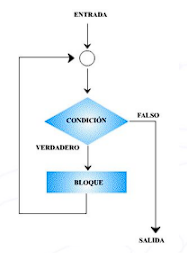 ENTRADA
CONDICIÓN
FALSO
VERDADERO
BLOQUE
SALIDA